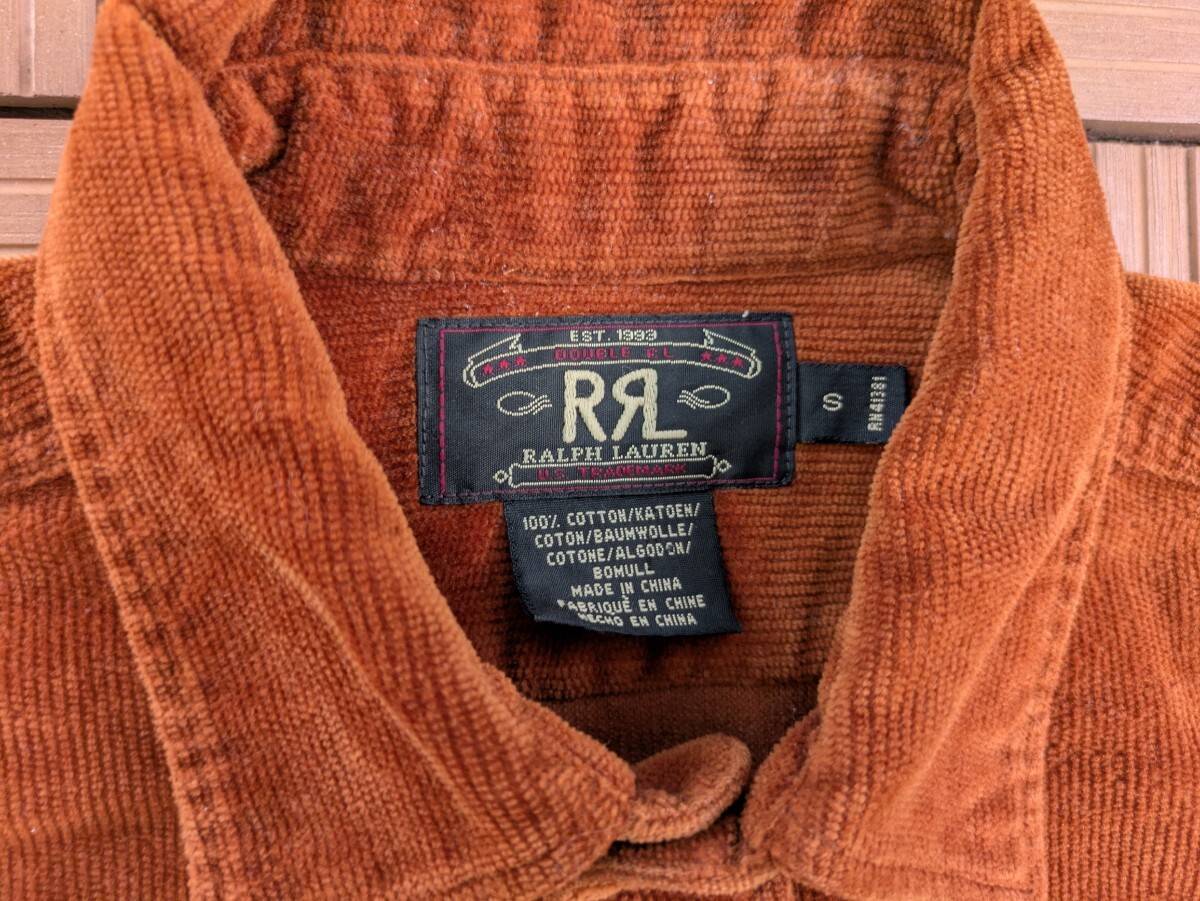 EST. 1993
DOUBLE RL
RRL
RALPH LAUREN
U.S. TRADEMARK
S
RN41381
100% COTTON/KATOEN/
COTON/BAUMWOLLE/
COTONE/ALGODON/
BOMULL
MADE IN CHINA
FABRIQUÈ EN CHINE
HECHO EN CHINA